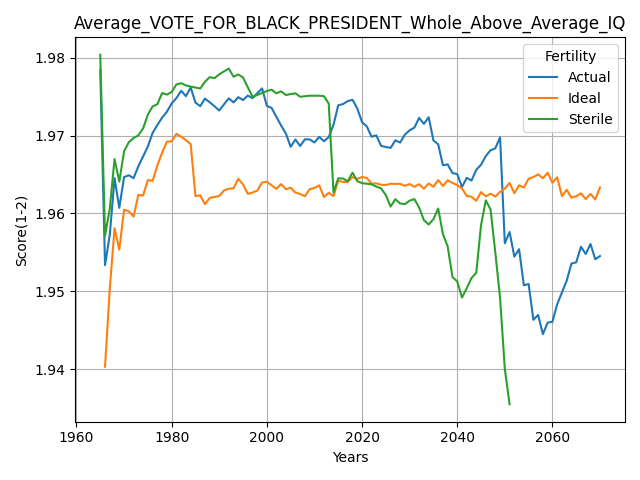 Average_VOTE_FOR_BLACK_PRESIDENT_Whole_Above_Average_IQ
Fertility
Actual
Ideal
Sterile
Score(1-2)
1.98
1.97
1.96
1.95
1.94
1960
1980
2000
2020
2040
2060
Years